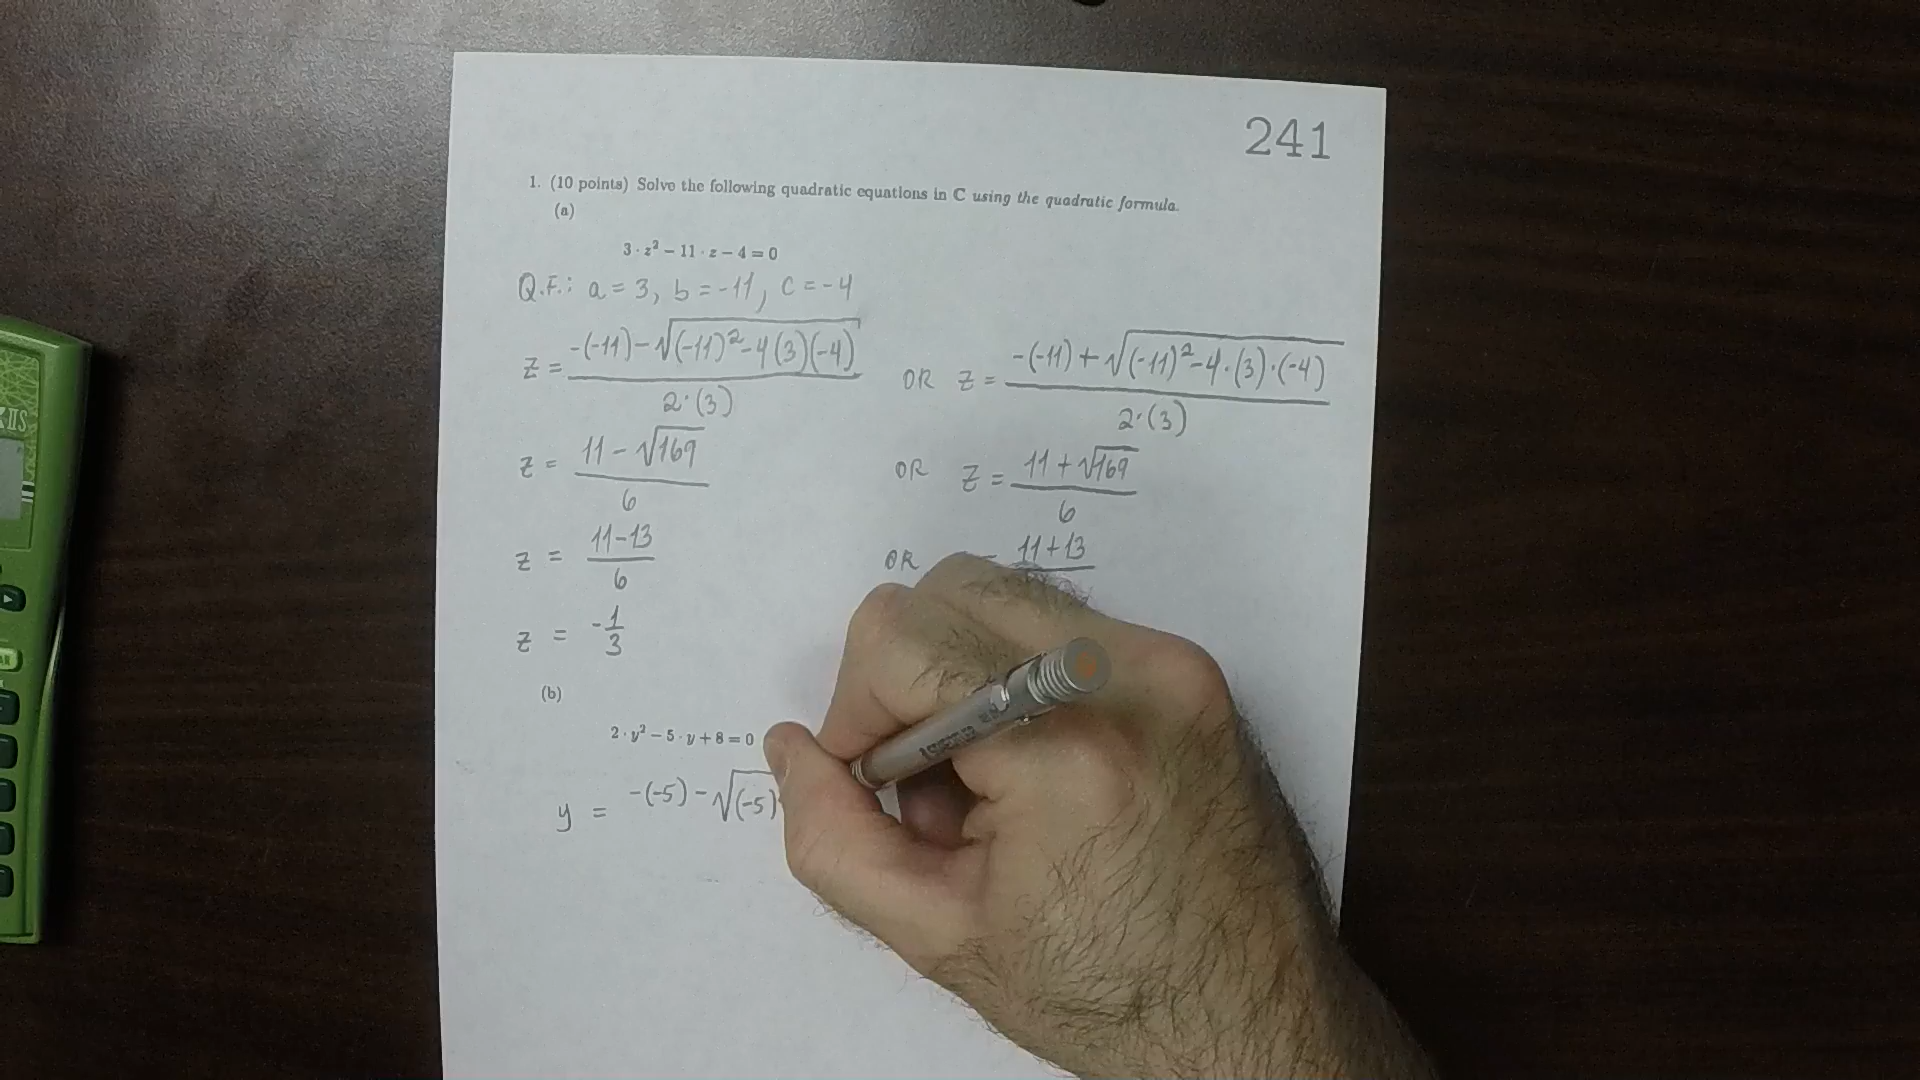 241
1. (10 points) Solve the following quadratic equations in C using the quadratic formula.
(a)
3 · z² − 11 · z − 4 = 0
Q.F.: a = 3, b = -11, c = -4
z = -(-11) - √((-11)² - 4(3)(-4)) / 2·(3) OR z = -(-11) + √((-11)² - 4·(3)·(-4)) / 2·(3)
z = 11 - √169 / 6 OR z = 11 + √169 / 6
z = 11-13 / 6 OR = 11+13
z = -1/3
(b)
2 · y² − 5 · y + 8 = 0
y = -(-5) - √(-5)